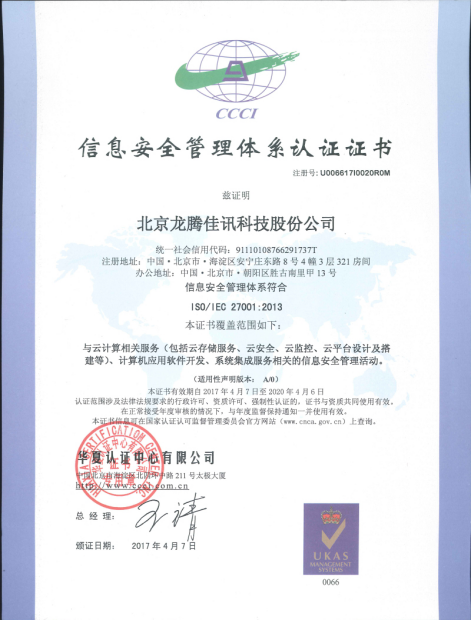 CCCI
信息安全管理体系认证证书
注册号: U006617I0020R0M
兹证明
北京龙腾佳讯科技股份公司
统一社会信用代码：91110108766291737T
注册地址：中国·北京市·海淀区安宁庄东路8号4幢3层321房间
办公地址：中国·北京市·朝阳区胜古南里甲13号
信息安全管理体系符合
ISO/IEC 27001:2013
本证书覆盖范围如下：
与云计算相关服务（包括云存储服务、云安全、云监控、云平台设计及搭
建等）、计算机应用软件开发、系统集成服务相关的信息安全管理活动。
（适用性声明版本： A/0）
本证书有效期自 2017 年 4 月 7 日至 2020 年 4 月 6 日
认证范围涉及法律法规要求的行政许可、资质许可、强制性认证的，证书与资质共同使用有效。
在正常接受年度审核的情况下，与年度监督保持通知一并使用有效。
本证书信息可在国家认证认可监督管理委员会官方网站（www.cnca.gov.cn）上查询。
华夏认证中心有限公司
中国北京市海淀区北四环中路 211 号太极大厦
http://www.ccci.com.cn
总 经 理：
颁证日期： 2017 年 4 月 7 日
UKAS
MANAGEMENT
SYSTEMS
0066